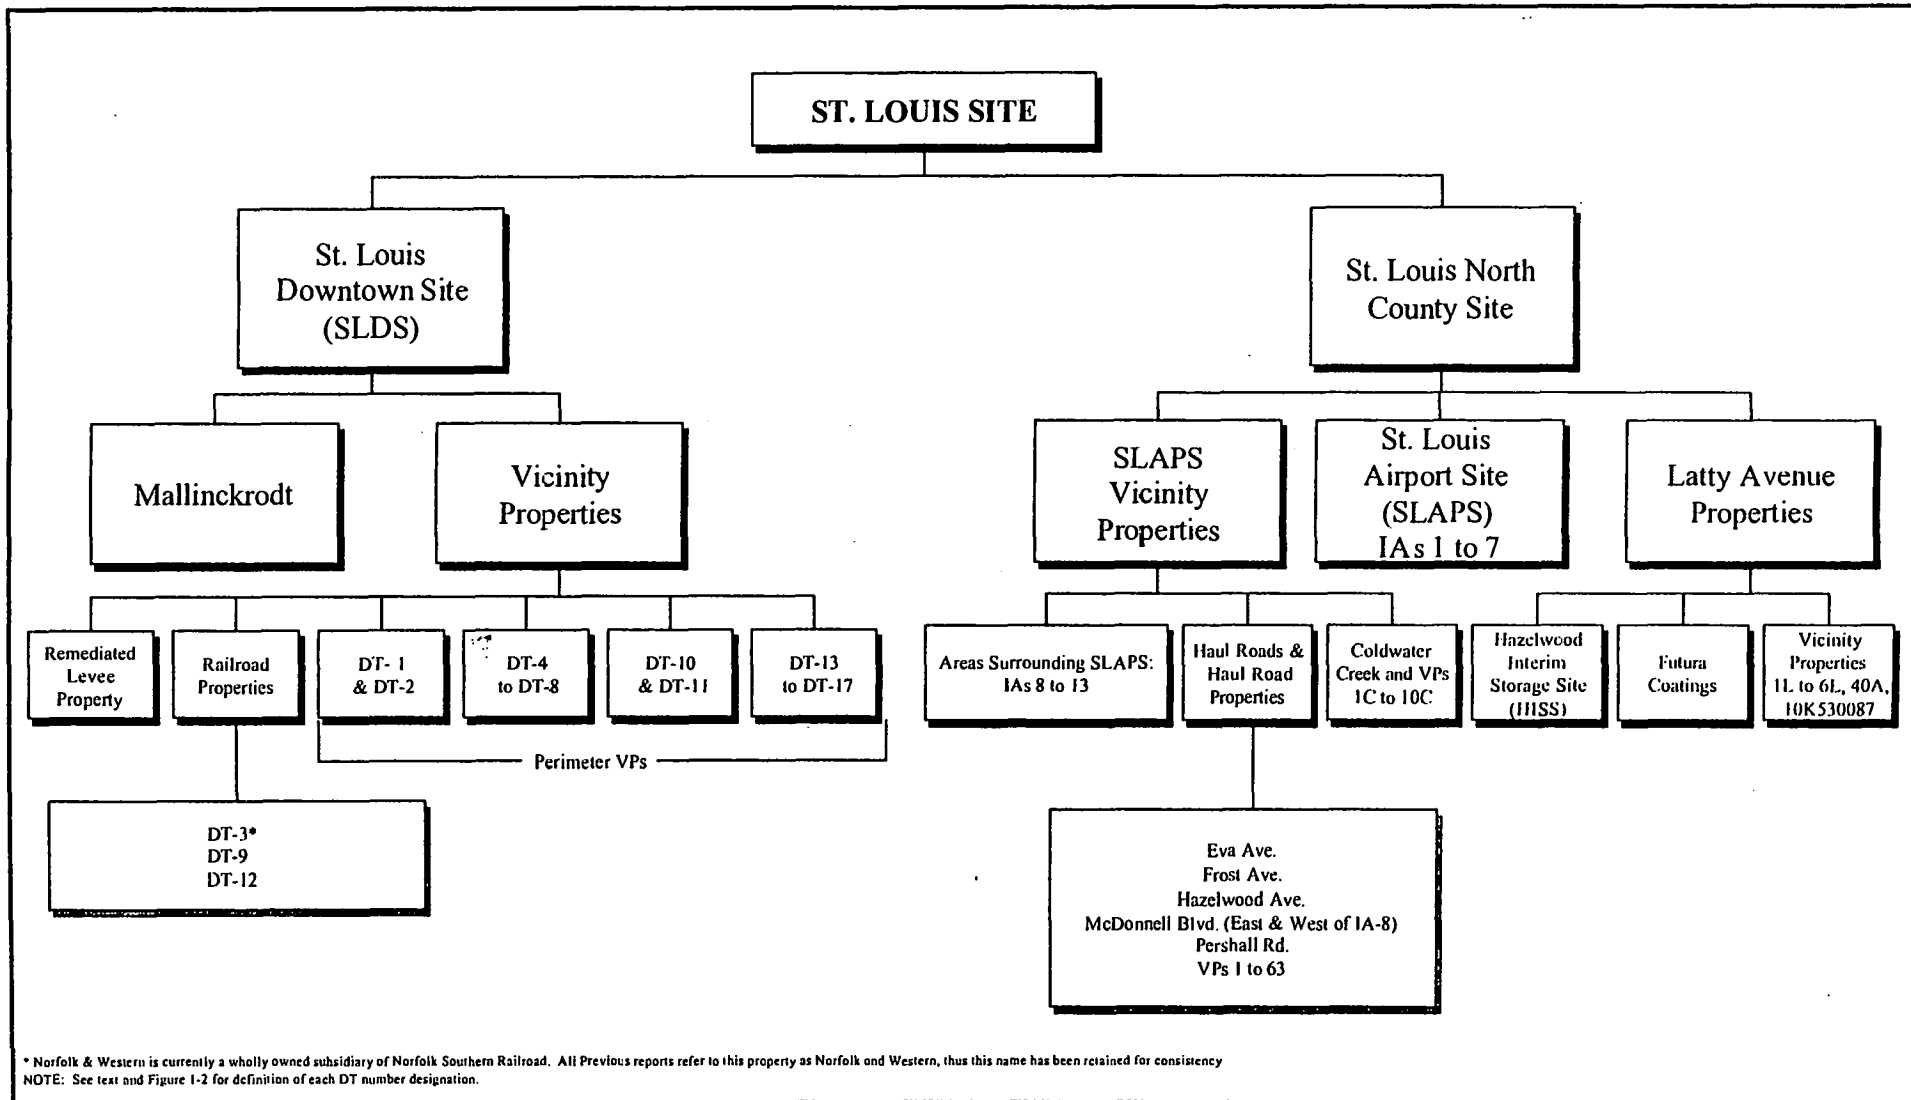 ST. LOUIS SITE
St. Louis
Downtown Site
(SLDS)
St. Louis North
County Site
Mallinckrodt
Vicinity
Properties
SLAPS
Vicinity
Properties
St. Louis
Airport Site
(SLAPS)
IAs 1 to 7
Latty Avenue
Properties
Remediated
Levee
Property
Railroad
Properties
DT- 1
& DT-2
DT-4
to DT-8
DT-10
& DT-11
DT-13
to DT-17
Areas Surrounding SLAPS:
IAs 8 to 13
Haul Roads &
Haul Road
Properties
Coldwater
Creek and VPs
1C to 10C
Hazelwood
Interim
Storage Site
(HISS)
Futura
Coatings
Vicinity
Properties
1L to 6L, 40A,
10K530087
Perimeter VPs
DT-3*
DT-9
DT-12
Eva Ave.
Frost Ave.
Hazelwood Ave.
McDonnell Blvd. (East & West of IA-8)
Pershall Rd.
VPs 1 to 63
* Norfolk & Western is currently a wholly owned subsidiary of Norfolk Southern Railroad. All Previous reports refer to this property as Norfolk and Western, thus this name has been retained for consistency
NOTE: See text and Figure 1-2 for definition of each DT number designation.